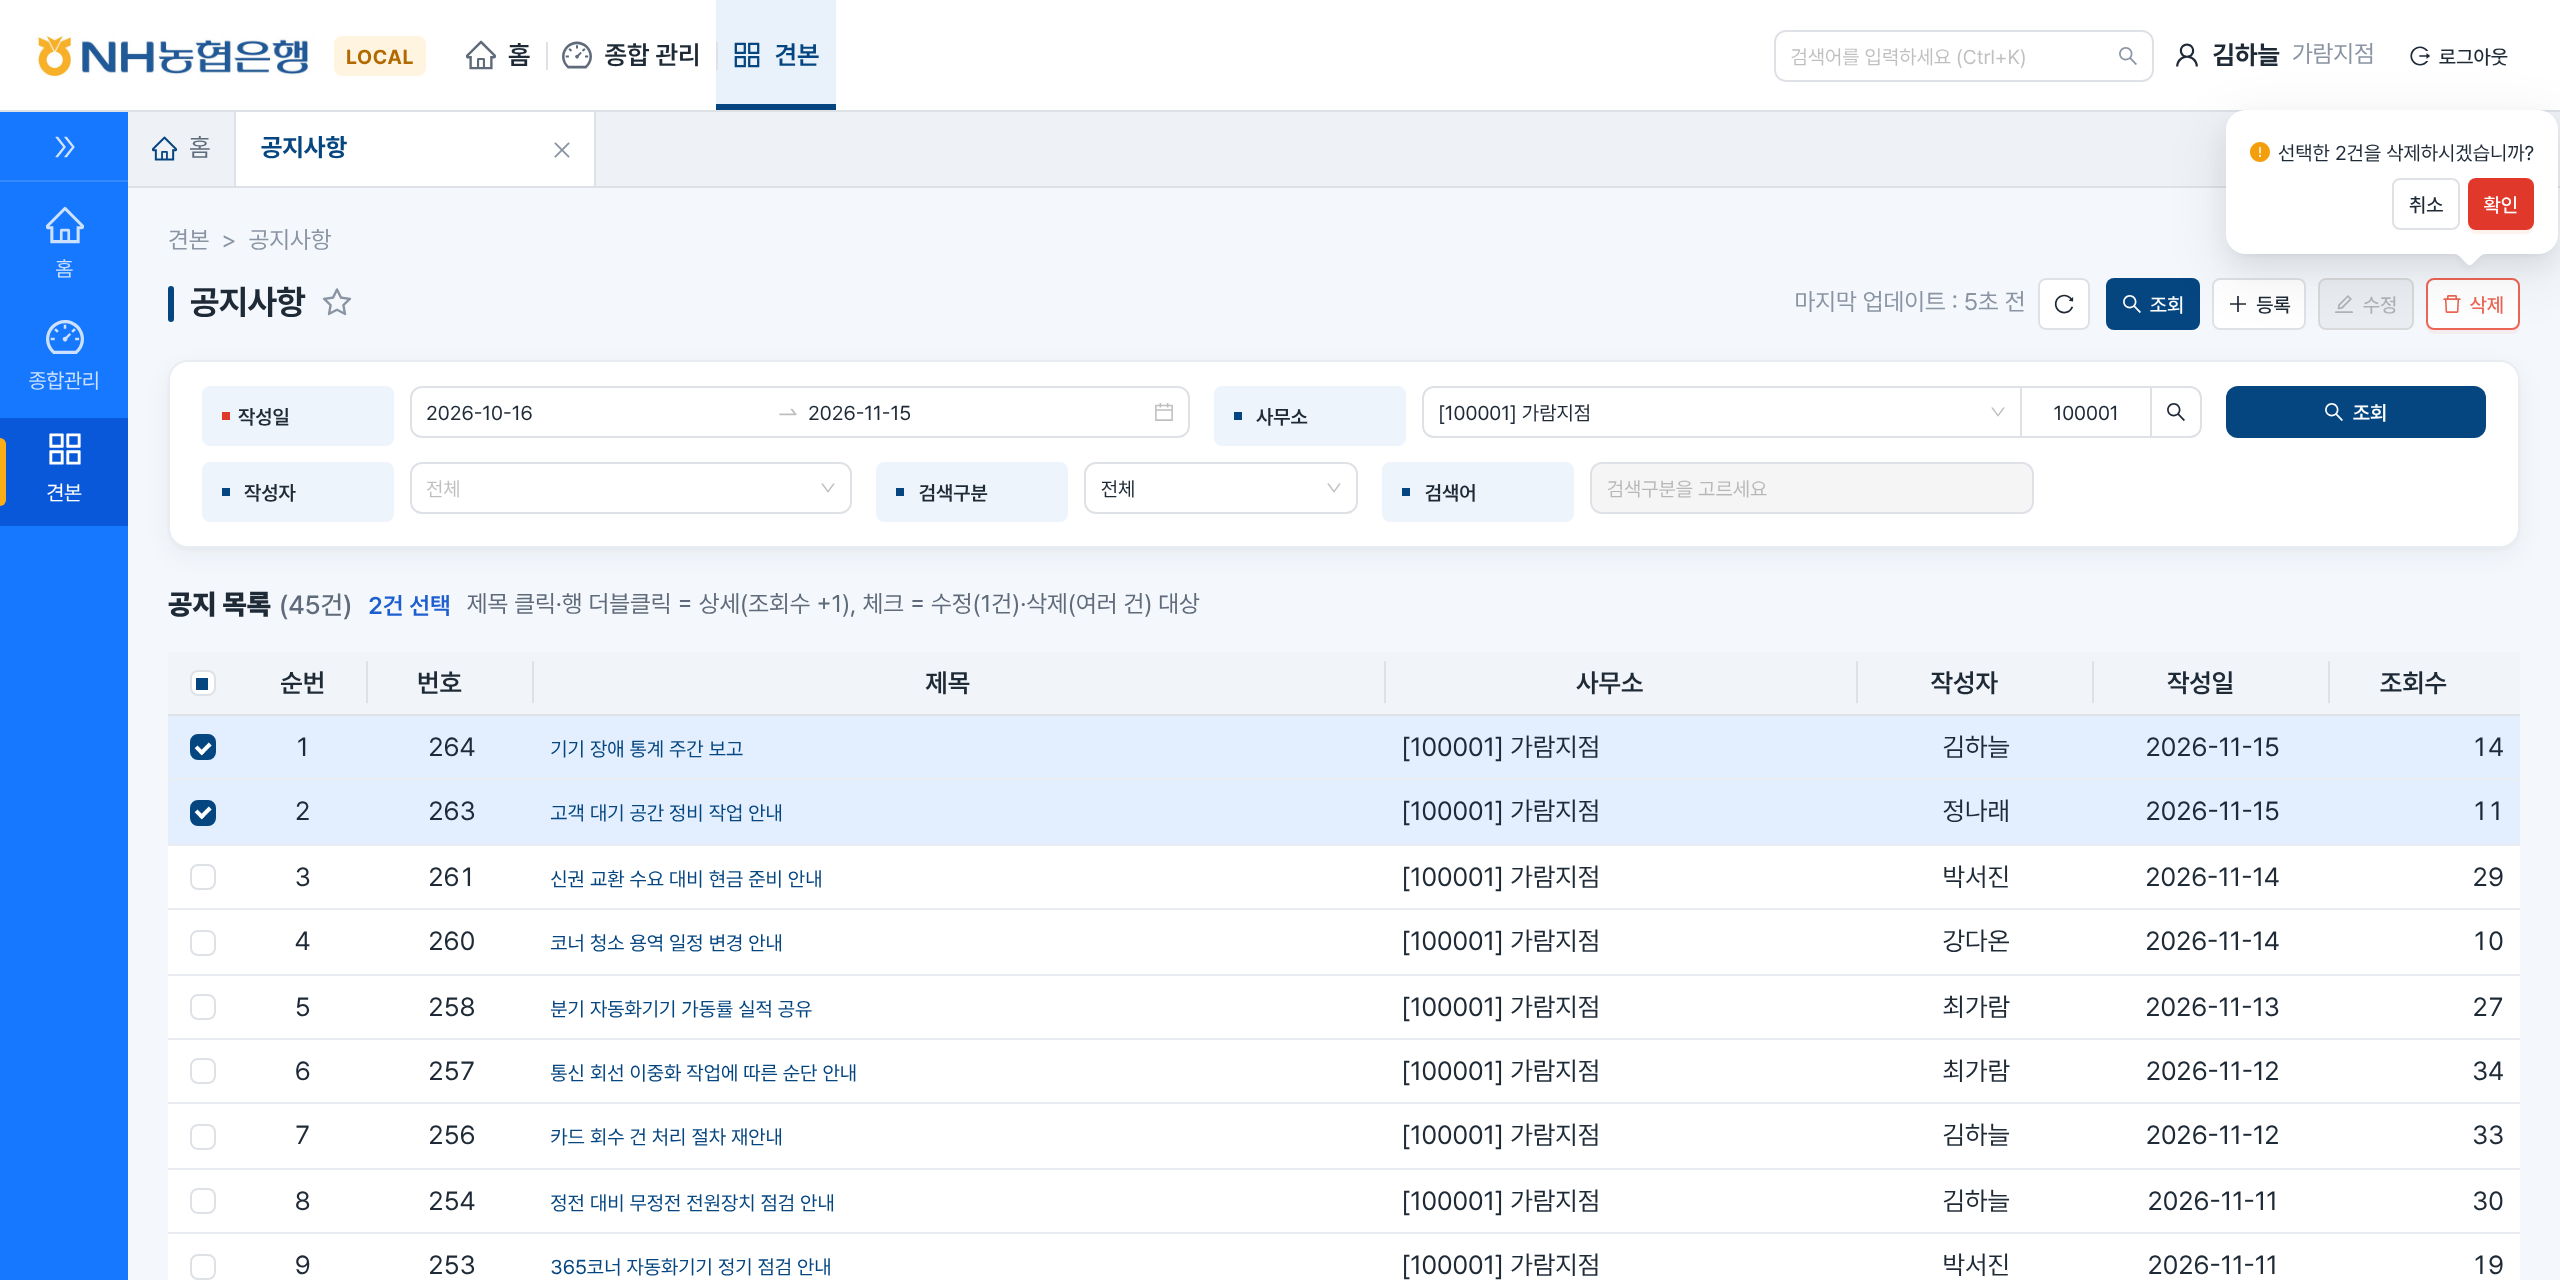 NH농협은행 LOCAL 홈 종합 관리 견본 검색어를 입력하세요 (Ctrl+K) 김하늘 가람지점 로그아웃
홈 공지사항
선택한 2건을 삭제하시겠습니까?
취소 확인
홈
종합관리
견본
견본 > 공지사항
공지사항 마지막 업데이트 : 5초 전 조회 등록 수정 삭제
작성일 2026-10-16 → 2026-11-15 사무소 [100001] 가람지점 100001 조회
작성자 전체 검색구분 전체 검색어 검색구분을 고르세요
공지 목록 (45건) 2건 선택 제목 클릭·행 더블클릭 = 상세(조회수 +1), 체크 = 수정(1건)·삭제(여러 건) 대상
순번 번호 제목 사무소 작성자 작성일 조회수
1 264 기기 장애 통계 주간 보고 [100001] 가람지점 김하늘 2026-11-15 14
2 263 고객 대기 공간 정비 작업 안내 [100001] 가람지점 정나래 2026-11-15 11
3 261 신권 교환 수요 대비 현금 준비 안내 [100001] 가람지점 박서진 2026-11-14 29
4 260 코너 청소 용역 일정 변경 안내 [100001] 가람지점 강다온 2026-11-14 10
5 258 분기 자동화기기 가동률 실적 공유 [100001] 가람지점 최가람 2026-11-13 27
6 257 통신 회선 이중화 작업에 따른 순단 안내 [100001] 가람지점 최가람 2026-11-12 34
7 256 카드 회수 건 처리 절차 재안내 [100001] 가람지점 김하늘 2026-11-12 33
8 254 정전 대비 무정전 전원장치 점검 안내 [100001] 가람지점 김하늘 2026-11-11 30
9 253 365코너 자동화기기 정기 점검 안내 [100001] 가람지점 박서진 2026-11-11 19